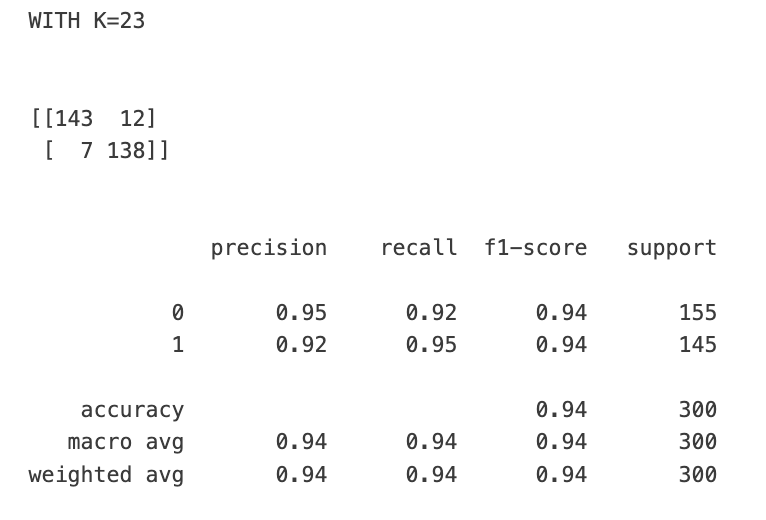 WITH K=23
[[143  12]
 [  7 138]]
precision    recall  f1-score   support
0       0.95      0.92      0.94       155
1       0.92      0.95      0.94       145
accuracy                           0.94       300
macro avg       0.94      0.94      0.94       300
weighted avg       0.94      0.94      0.94       300